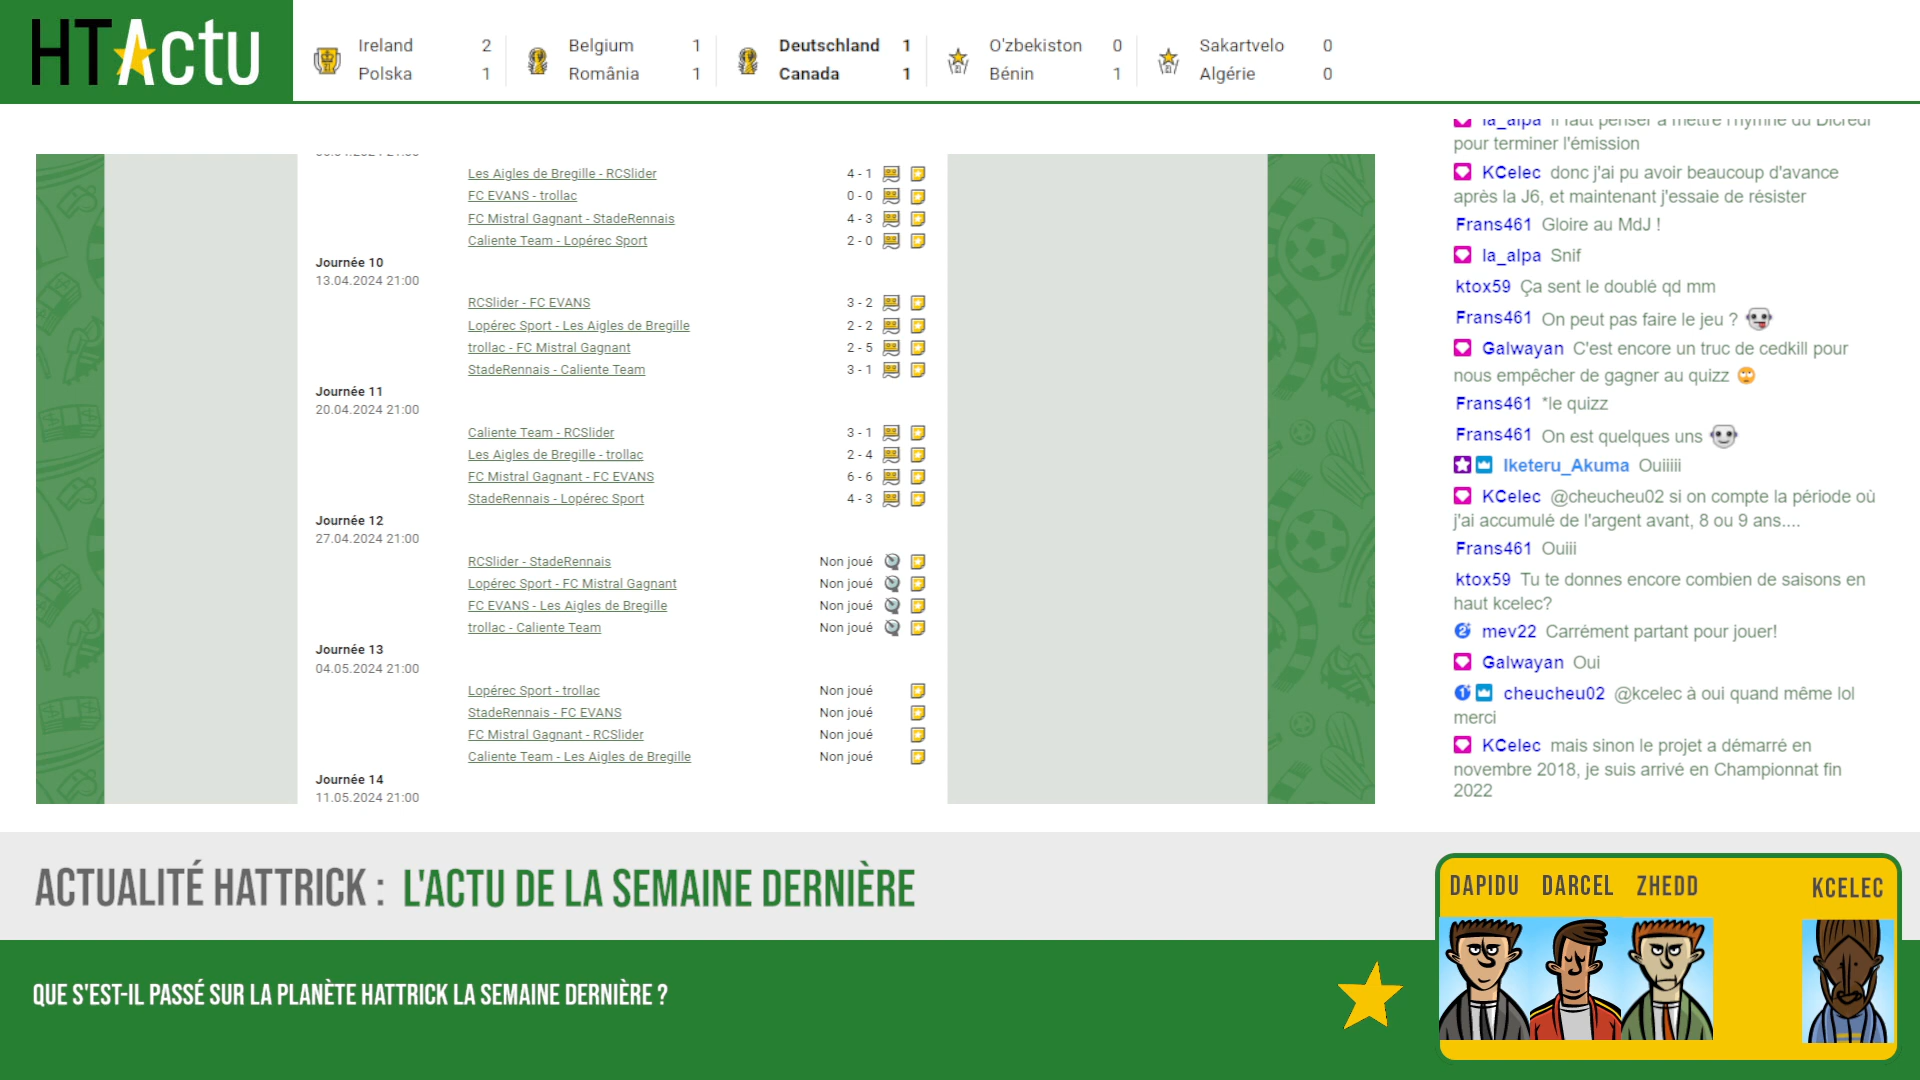 HTActu
Ireland 2
Polska 1
Belgium 1
România 1
Deutschland 1
Canada 1
O'zbekiston 0
Bénin 1
Sakartvelo 0
Algérie 0
Les Aigles de Bregille - RCSlider 4 - 1
FC EVANS - trollac 0 - 0
FC Mistral Gagnant - StadeRennais 4 - 3
Caliente Team - Lopérec Sport 2 - 0
Journée 10
13.04.2024 21:00
RCSlider - FC EVANS 3 - 2
Lopérec Sport - Les Aigles de Bregille 2 - 2
trollac - FC Mistral Gagnant 2 - 5
StadeRennais - Caliente Team 3 - 1
Journée 11
20.04.2024 21:00
Caliente Team - RCSlider 3 - 1
Les Aigles de Bregille - trollac 2 - 4
FC Mistral Gagnant - FC EVANS 6 - 6
StadeRennais - Lopérec Sport 4 - 3
Journée 12
27.04.2024 21:00
RCSlider - StadeRennais Non joué
Lopérec Sport - FC Mistral Gagnant Non joué
FC EVANS - Les Aigles de Bregille Non joué
trollac - Caliente Team Non joué
Journée 13
04.05.2024 21:00
Lopérec Sport - trollac Non joué
StadeRennais - FC EVANS Non joué
FC Mistral Gagnant - RCSlider Non joué
Caliente Team - Les Aigles de Bregille Non joué
Journée 14
11.05.2024 21:00
la_alpa Il faut penser à mettre l'hymne du Dicreur
pour terminer l'émission
KCelec donc j'ai pu avoir beaucoup d'avance
après la J6, et maintenant j'essaie de résister
Frans461 Gloire au MdJ !
la_alpa Snif
ktox59 Ça sent le doublé qd mm
Frans461 On peut pas faire le jeu ?
Galwayan C'est encore un truc de cedkill pour
nous empêcher de gagner au quizz
Frans461 *le quizz
Frans461 On est quelques uns
Iketeru_Akuma Ouiiiii
KCelec @cheucheu02 si on compte la période où
j'ai accumulé de l'argent avant, 8 ou 9 ans....
Frans461 Ouiii
ktox59 Tu te donnes encore combien de saisons en
haut kcelec?
mev22 Carrément partant pour jouer!
Galwayan Oui
cheucheu02 @kcelec à oui quand même lol
merci
KCelec mais sinon le projet a démarré en
novembre 2018, je suis arrivé en Championnat fin
2022
ACTUALITÉ HATTRICK : L'ACTU DE LA SEMAINE DERNIÈRE
DAPIDU DARCEL ZHEDD KCELEC
QUE S'EST-IL PASSÉ SUR LA PLANÈTE HATTRICK LA SEMAINE DERNIÈRE ?